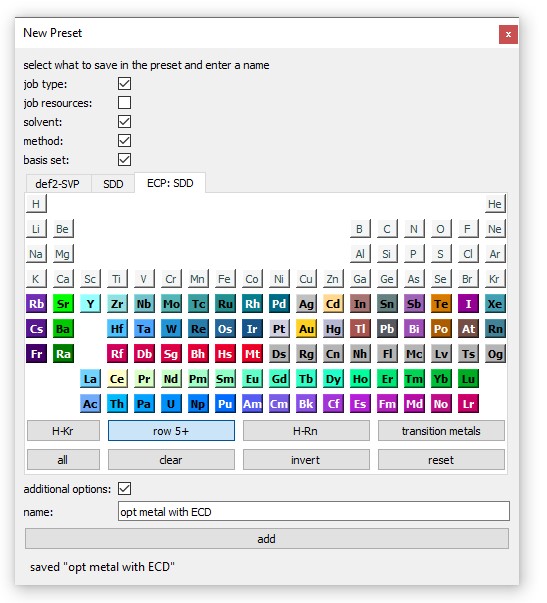 New Preset
x
select what to save in the preset and enter a name
job type:
job resources:
solvent:
method:
basis set:
def2-SVP SDD ECP: SDD
H He
Li Be B C N O F Ne
Na Mg Al Si P S Cl Ar
K Ca Sc Ti V Cr Mn Fe Co Ni Cu Zn Ga Ge As Se Br Kr
Rb Sr Y Zr Nb Mo Tc Ru Rh Pd Ag Cd In Sn Sb Te I Xe
Cs Ba Hf Ta W Re Os Ir Pt Au Hg Tl Pb Bi Po At Rn
Fr Ra Rf Db Sg Bh Hs Mt Ds Rg Cn Nh Fl Mc Lv Ts Og
La Ce Pr Nd Pm Sm Eu Gd Tb Dy Ho Er Tm Yb Lu
Ac Th Pa U Np Pu Am Cm Bk Cf Es Fm Md No Lr
H-Kr row 5+ H-Rn transition metals
all clear invert reset
additional options:
name: opt metal with ECD
add
saved "opt metal with ECD"